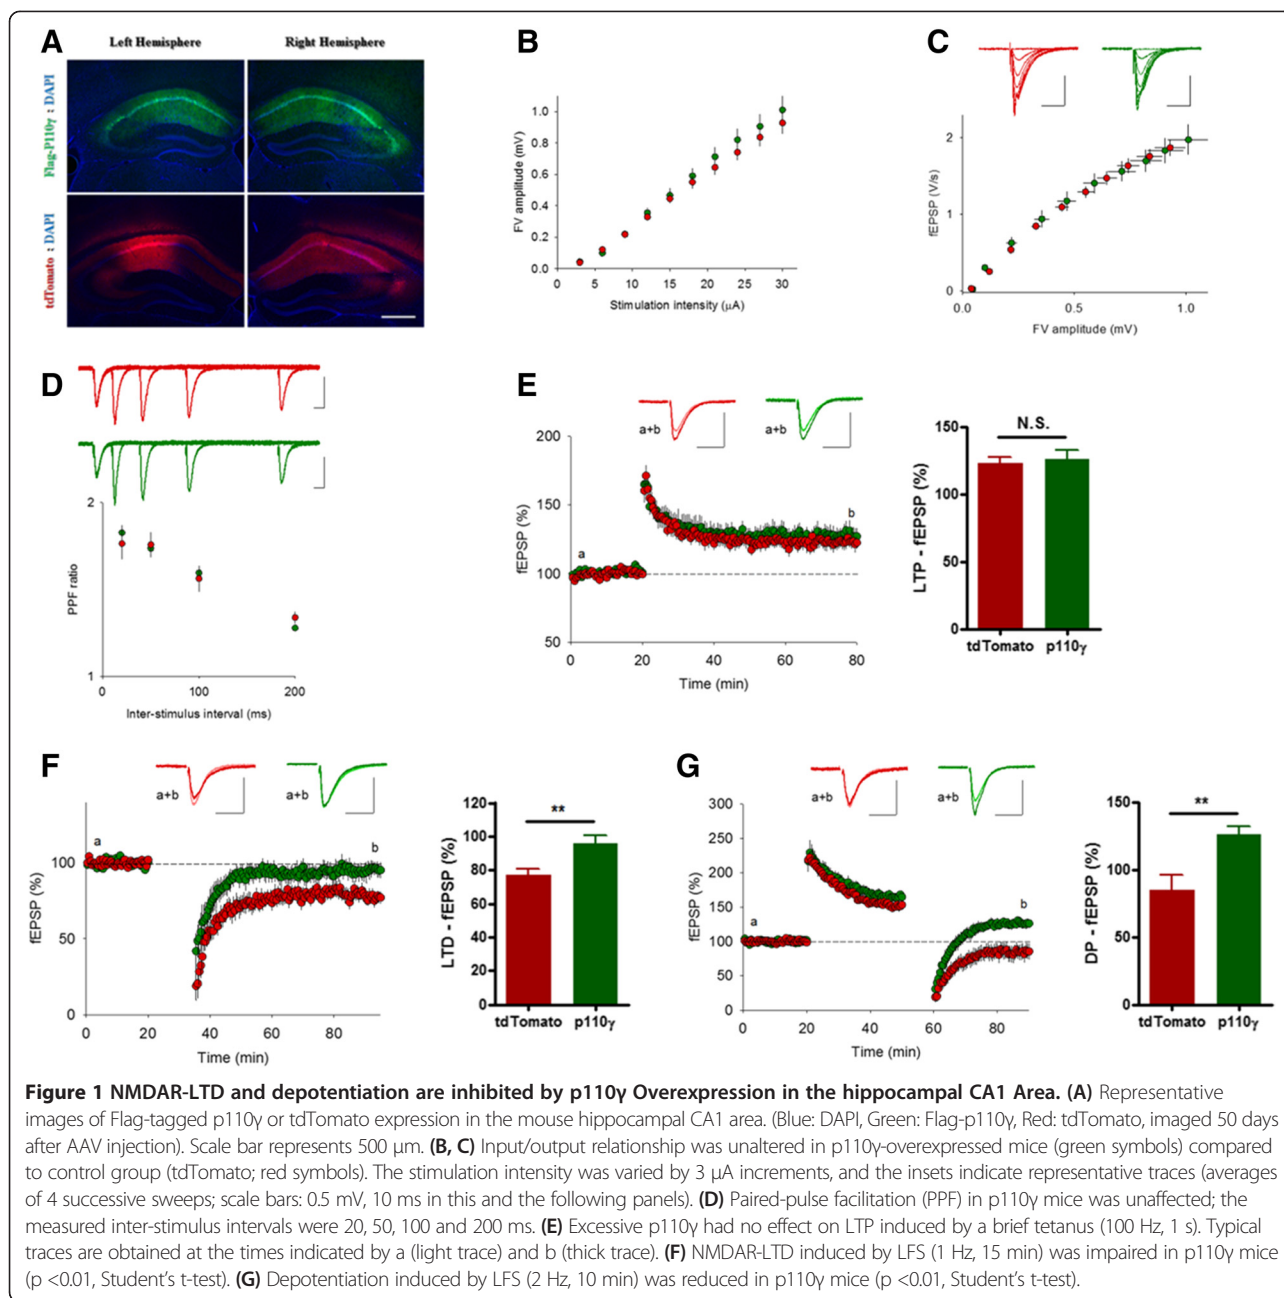 A
Left Hemisphere
Right Hemisphere
Flag-P110γ : DAPI
tdTomato : DAPI
B
FV amplitude (mV)
1.0
0.8
0.6
0.4
0.2
0.0
0 5 10 15 20 25 30
Stimulation intensity (µA)
C
fEPSP (V/s)
2
1
0
0.0 0.5 1.0
FV amplitude (mV)
D
PPF ratio
2
1
0 100 200
Inter-stimulus interval (ms)
E
a+b
a+b
fEPSP (%)
200
150
100
50
a
b
0 20 40 60 80
Time (min)
N.S.
LTP - fEPSP (%)
150
100
50
0
tdTomato p110γ
F
a+b
a+b
fEPSP (%)
100
50
0
a
b
0 20 40 60 80
Time (min)
**
LTD - fEPSP (%)
120
100
80
60
40
20
0
tdTomato p110γ
G
a+b
a+b
fEPSP (%)
300
250
200
150
100
50
0
a
b
0 20 40 60 80
Time (min)
**
DP - fEPSP (%)
150
100
50
0
tdTomato p110γ
Figure 1 NMDAR-LTD and depotentiation are inhibited by p110γ Overexpression in the hippocampal CA1 Area. (A) Representative
images of Flag-tagged p110γ or tdTomato expression in the mouse hippocampal CA1 area. (Blue: DAPI, Green: Flag-p110γ, Red: tdTomato, imaged 50 days
after AAV injection). Scale bar represents 500 µm. (B, C) Input/output relationship was unaltered in p110γ-overexpressed mice (green symbols) compared
to control group (tdTomato; red symbols). The stimulation intensity was varied by 3 µA increments, and the insets indicate representative traces (averages
of 4 successive sweeps; scale bars: 0.5 mV, 10 ms in this and the following panels). (D) Paired-pulse facilitation (PPF) in p110γ mice was unaffected; the
measured inter-stimulus intervals were 20, 50, 100 and 200 ms. (E) Excessive p110γ had no effect on LTP induced by a brief tetanus (100 Hz, 1 s). Typical
traces are obtained at the times indicated by a (light trace) and b (thick trace). (F) NMDAR-LTD induced by LFS (1 Hz, 15 min) was impaired in p110γ mice
(p <0.01, Student's t-test). (G) Depotentiation induced by LFS (2 Hz, 10 min) was reduced in p110γ mice (p <0.01, Student's t-test).